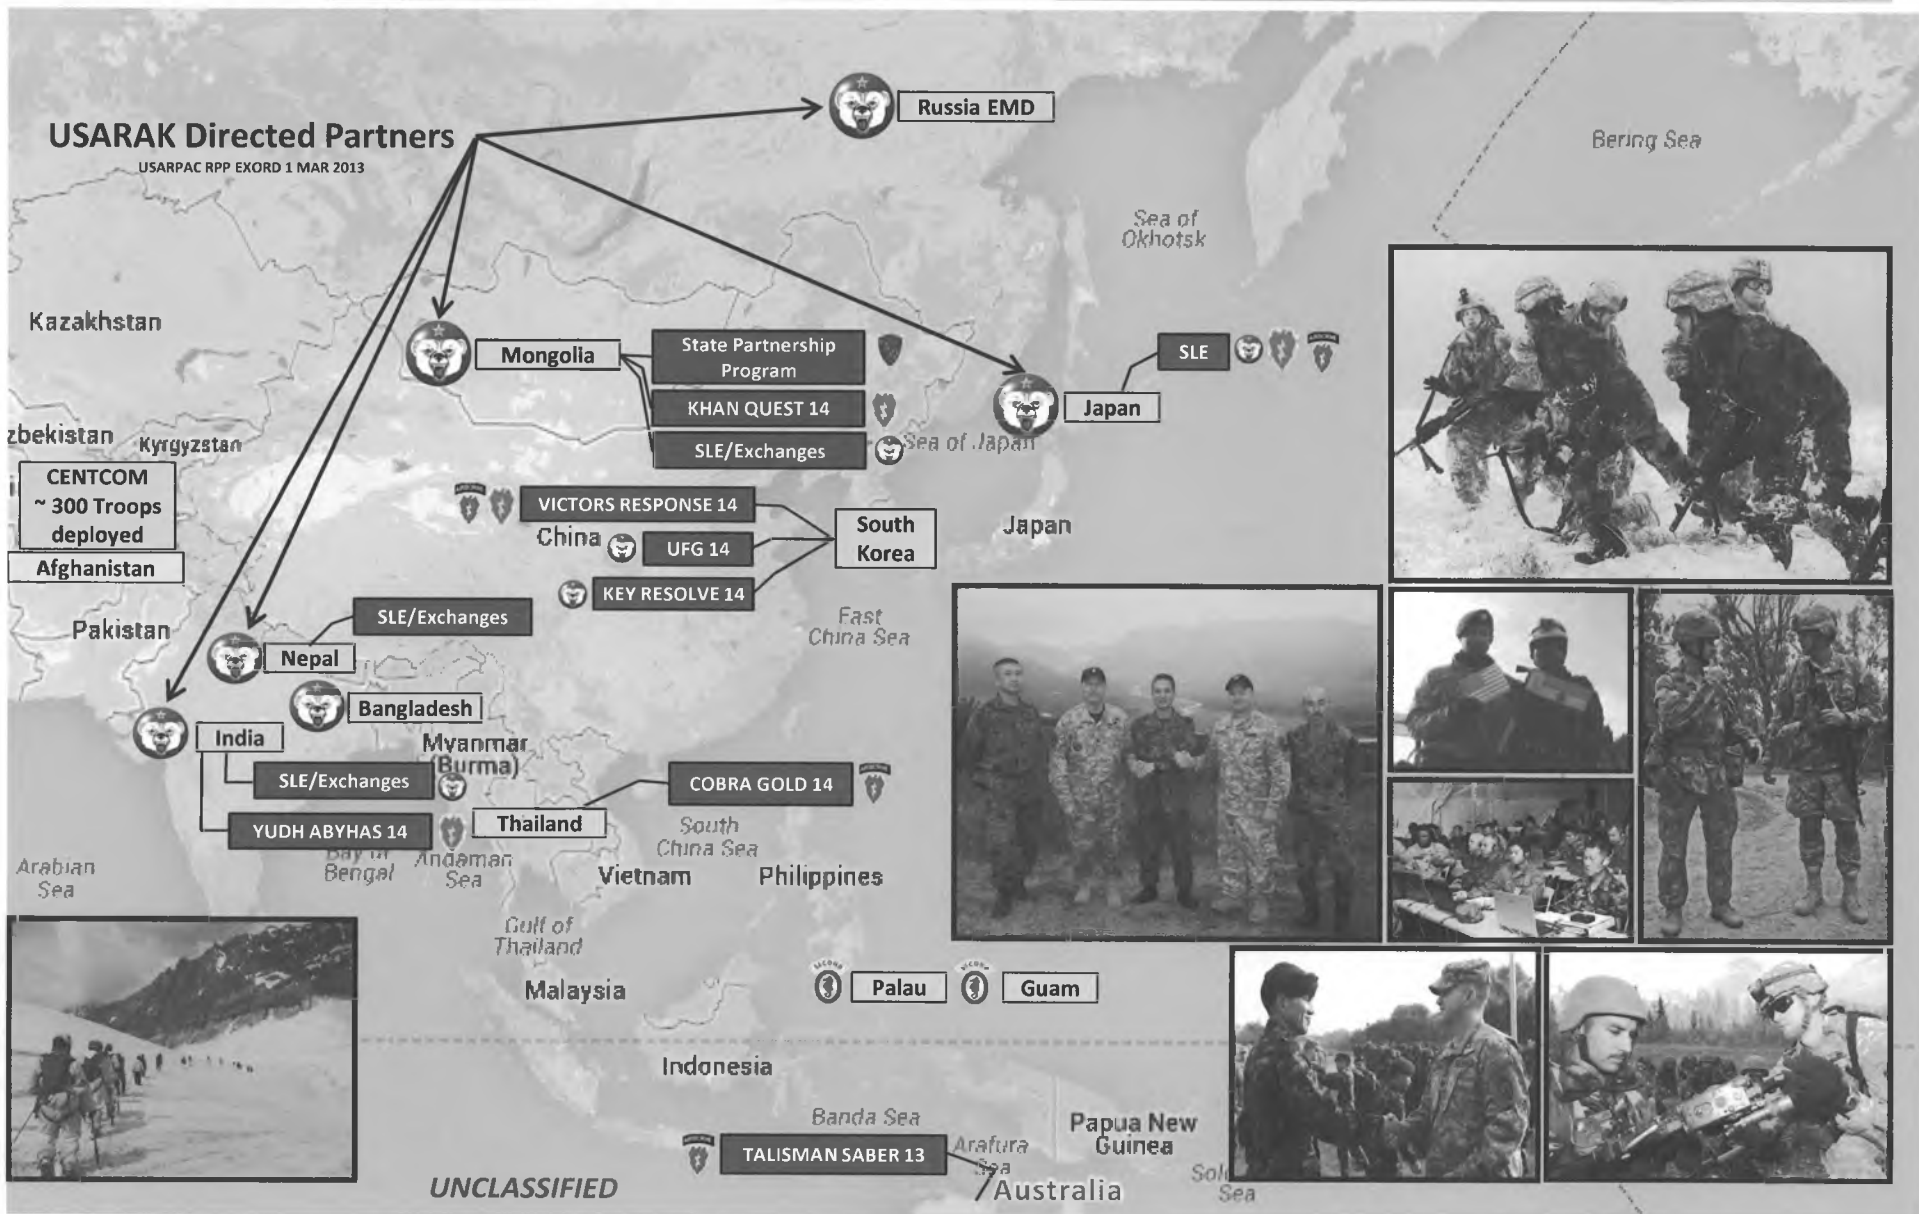 USARAK Directed Partners
USARPAC RPP EXORD 1 MAR 2013
Russia EMD
Bering Sea
Sea of
Okhotsk
Kazakhstan
Mongolia
State Partnership
Program
KHAN QUEST 14
SLE/Exchanges
SLE
Japan
Sea of Japan
zbekistan
Kyrgyzstan
CENTCOM
~ 300 Troops
deployed
Afghanistan
VICTORS RESPONSE 14
China
UFG 14
KEY RESOLVE 14
South
Korea
Japan
Pakistan
SLE/Exchanges
Nepal
East
China Sea
Bangladesh
India
Myanmar
(Burma)
SLE/Exchanges
YUDH ABYHAS 14
COBRA GOLD 14
Thailand
South
China Sea
Arabian
Sea
Bay of
Bengal
Andaman
Sea
Vietnam
Philippines
Gulf of
Thailand
Malaysia
Palau
Guam
Indonesia
Banda Sea
TALISMAN SABER 13
Arafura
Sea
Papua New
Guinea
Sol
Sea
Australia
UNCLASSIFIED